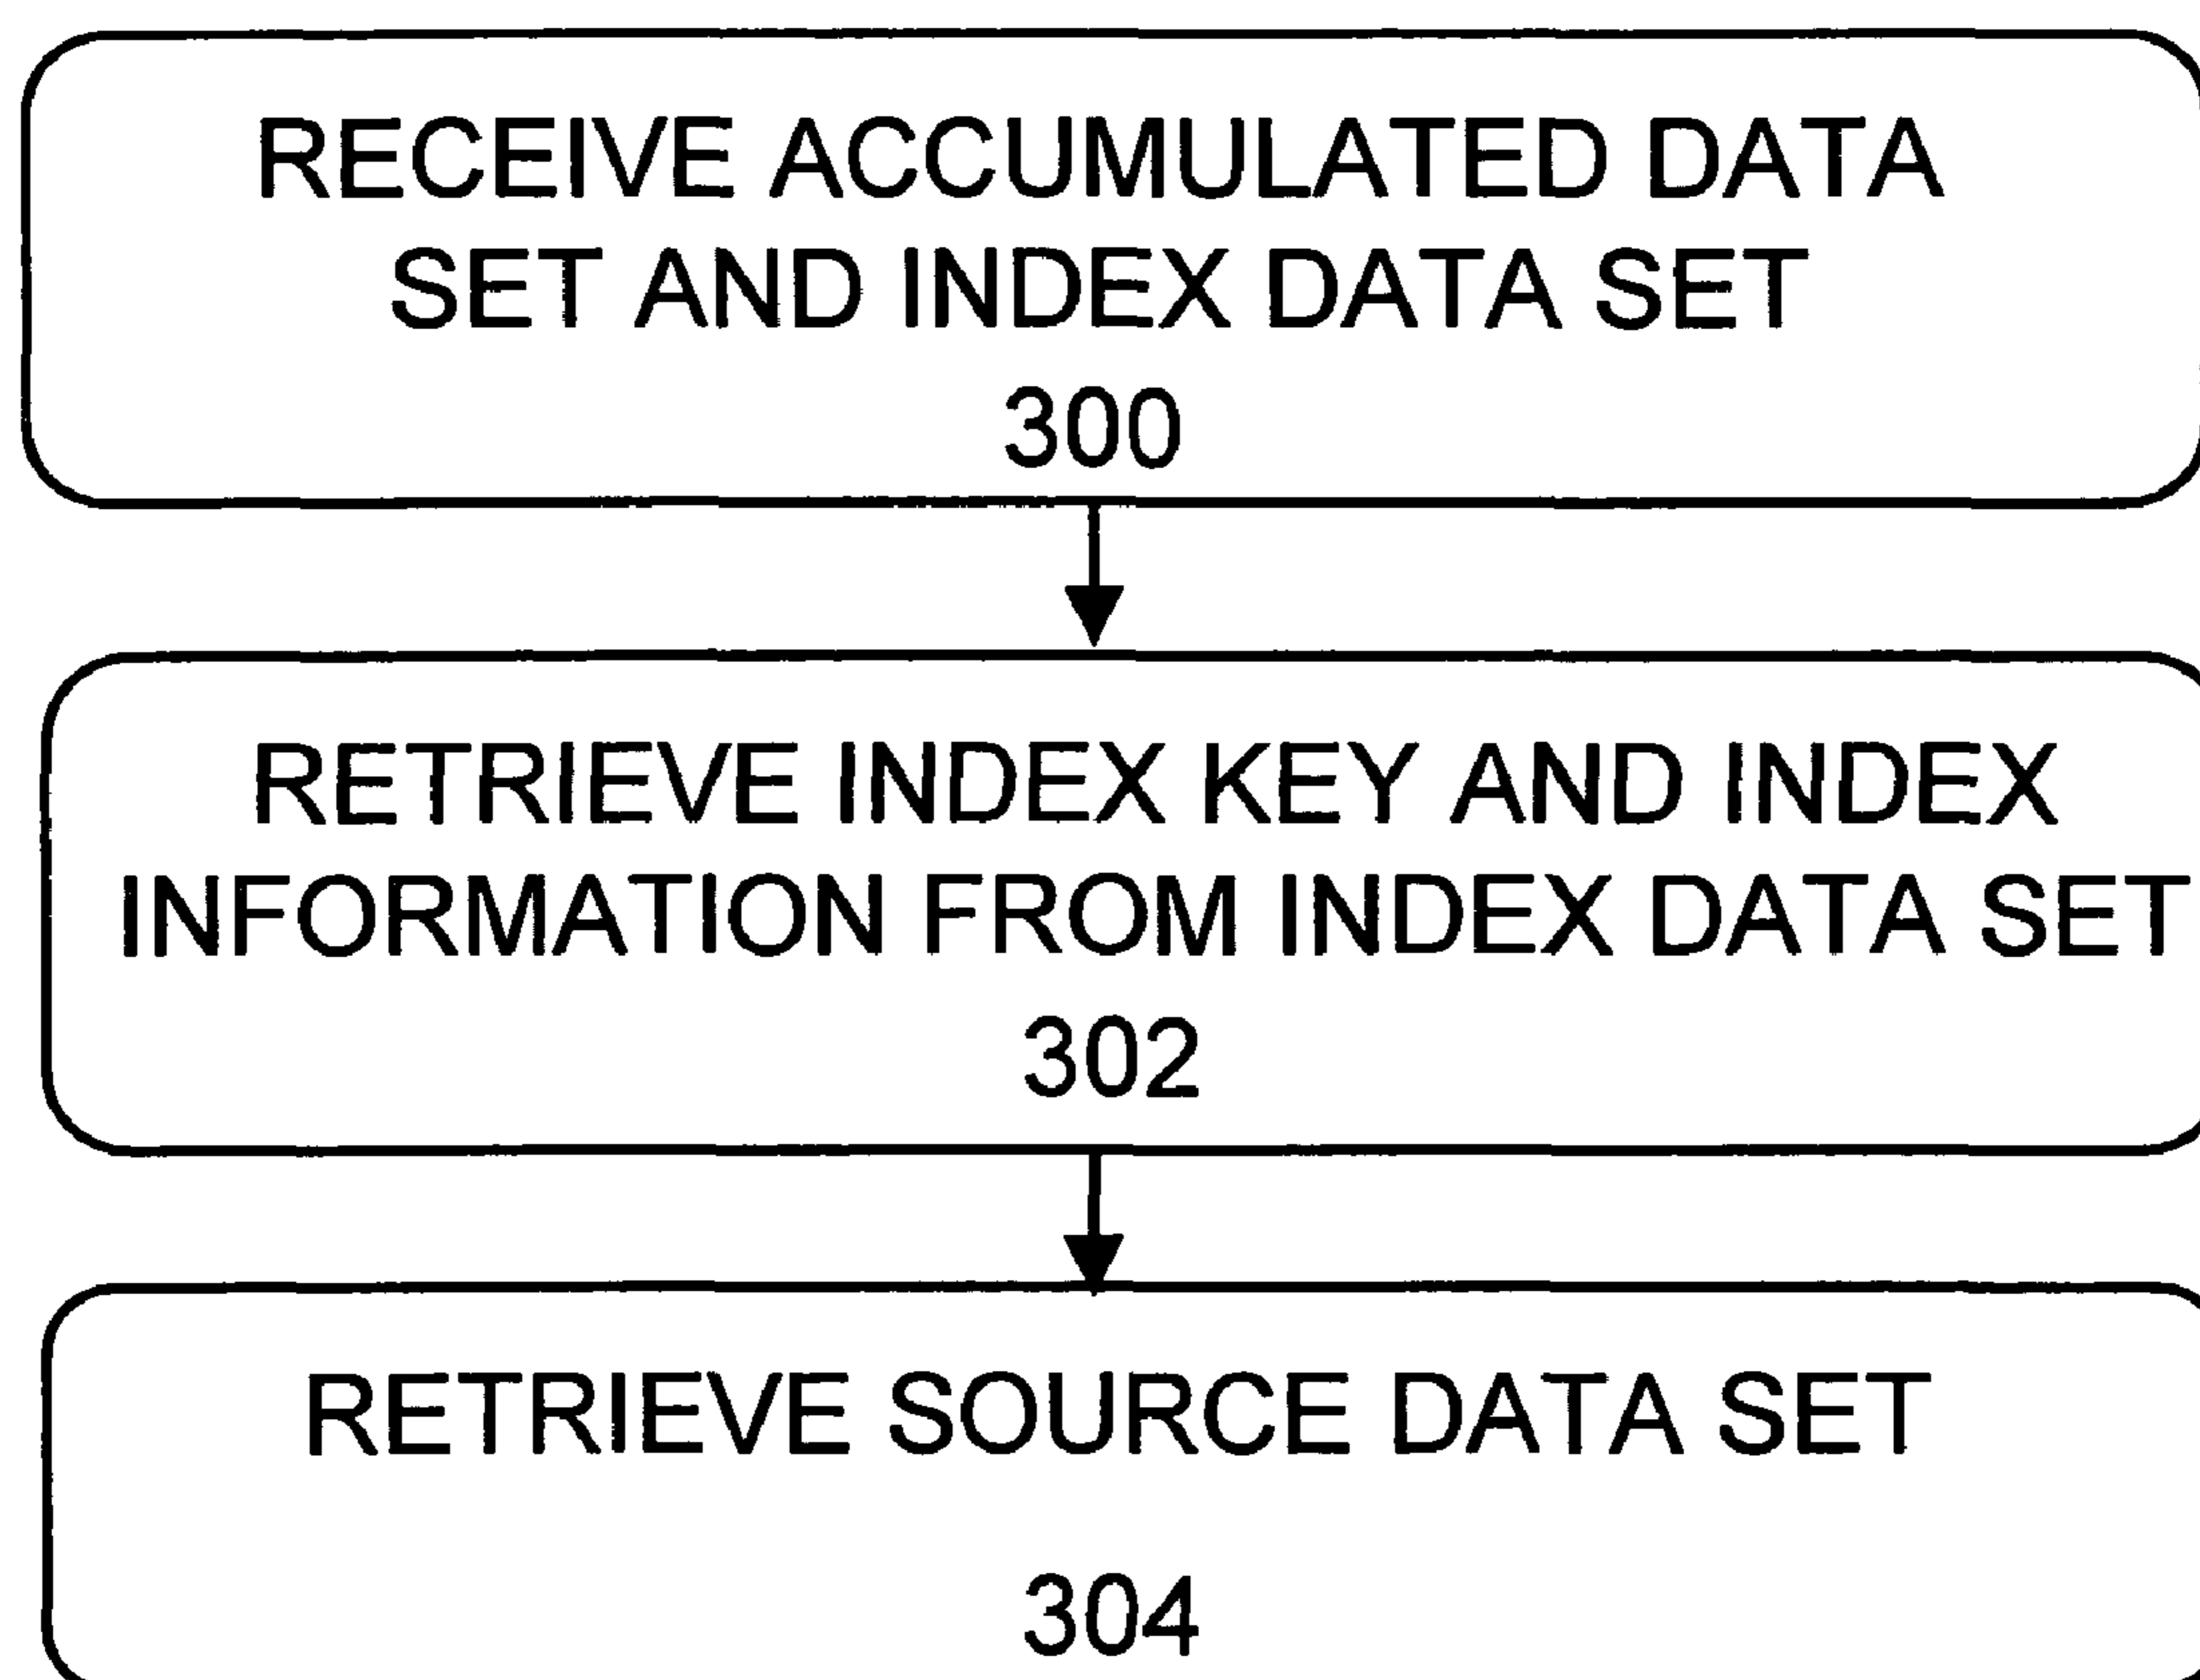 RECEIVE ACCUMULATED DATA
SET AND INDEX DATA SET
300
RETRIEVE INDEX KEY AND INDEX
INFORMATION FROM INDEX DATA SET
302
RETRIEVE SOURCE DATA SET
304